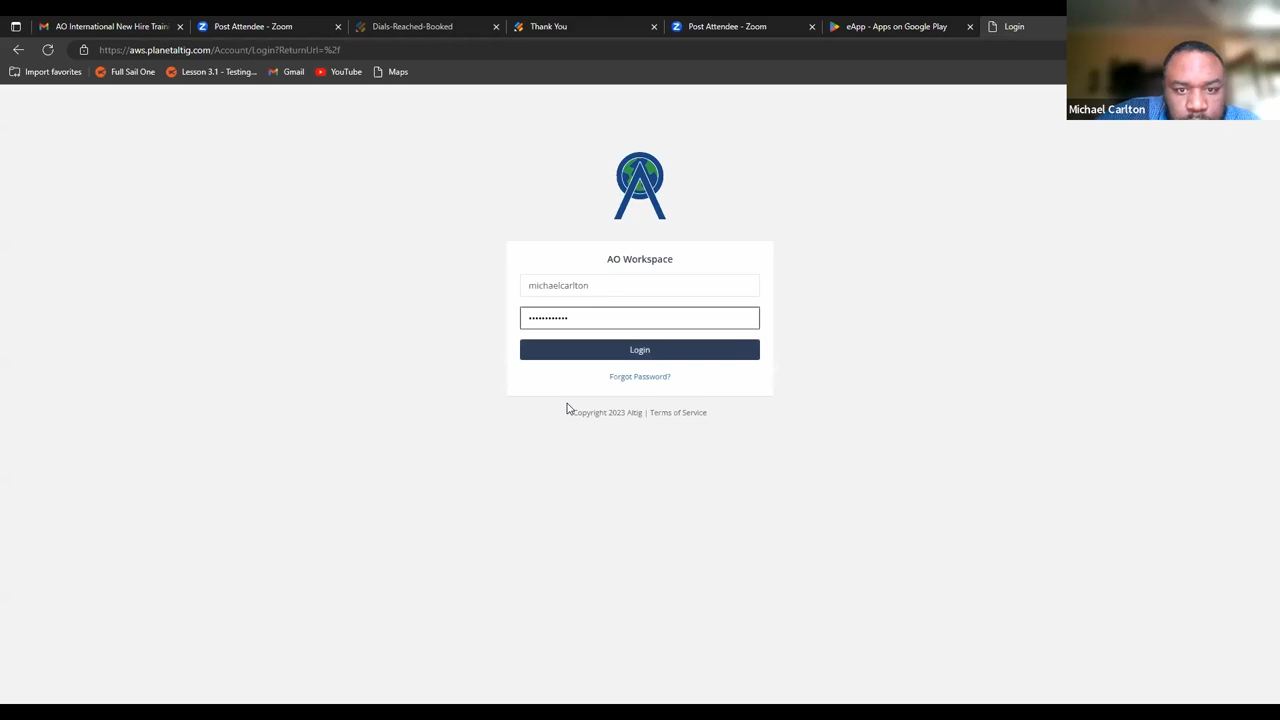 AO International New Hire Traini
Post Attendee - Zoom
Dials-Reached-Booked
Thank You
Post Attendee - Zoom
eApp - Apps on Google Play
Login
https://aws.planetaltig.com/Account/Login?ReturnUrl=%2f
Import favorites
Full Sail One
Lesson 3.1 - Testing...
Gmail
YouTube
Maps
Michael Carlton
AO Workspace
michaelcarlton
••••••••••••
Login
Forgot Password?
Copyright 2023 Altig | Terms of Service